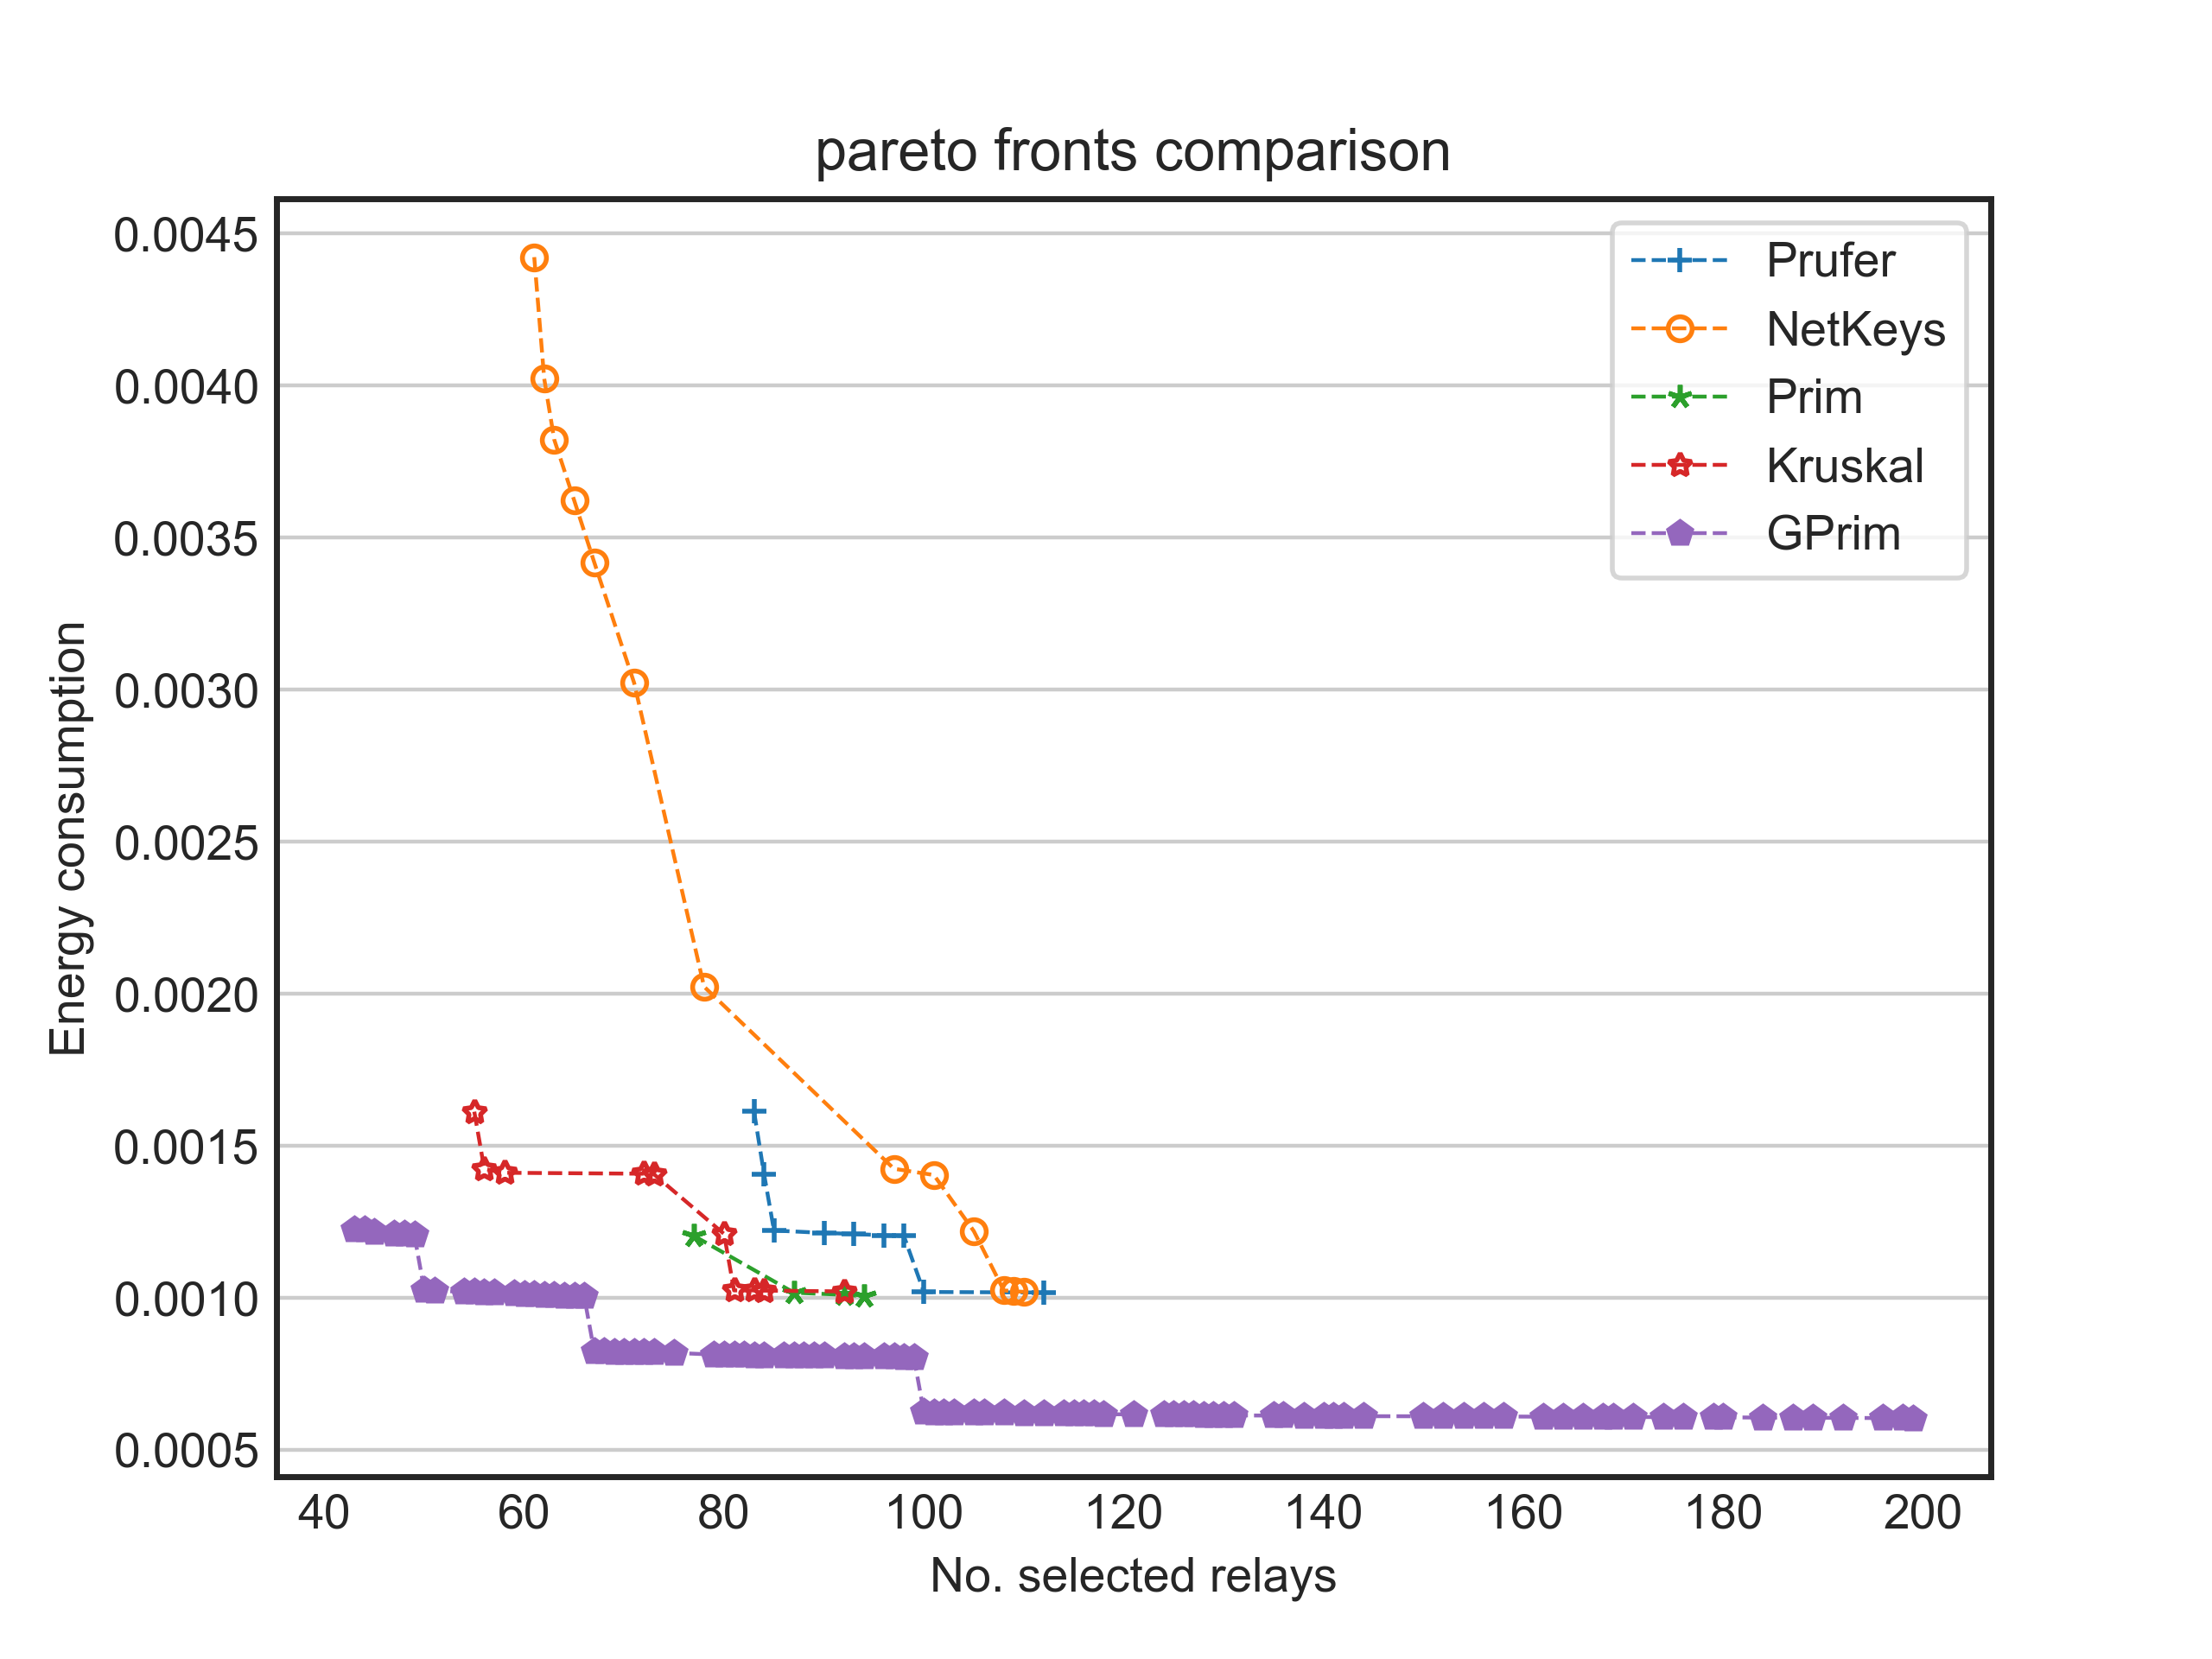 pareto fronts comparison
0.0045
0.0040
0.0035
0.0030
0.0025
0.0020
0.0015
0.0010
0.0005
Energy consumption
Prufer
NetKeys
Prim
Kruskal
GPrim
40 60 80 100 120 140 160 180 200
No. selected relays